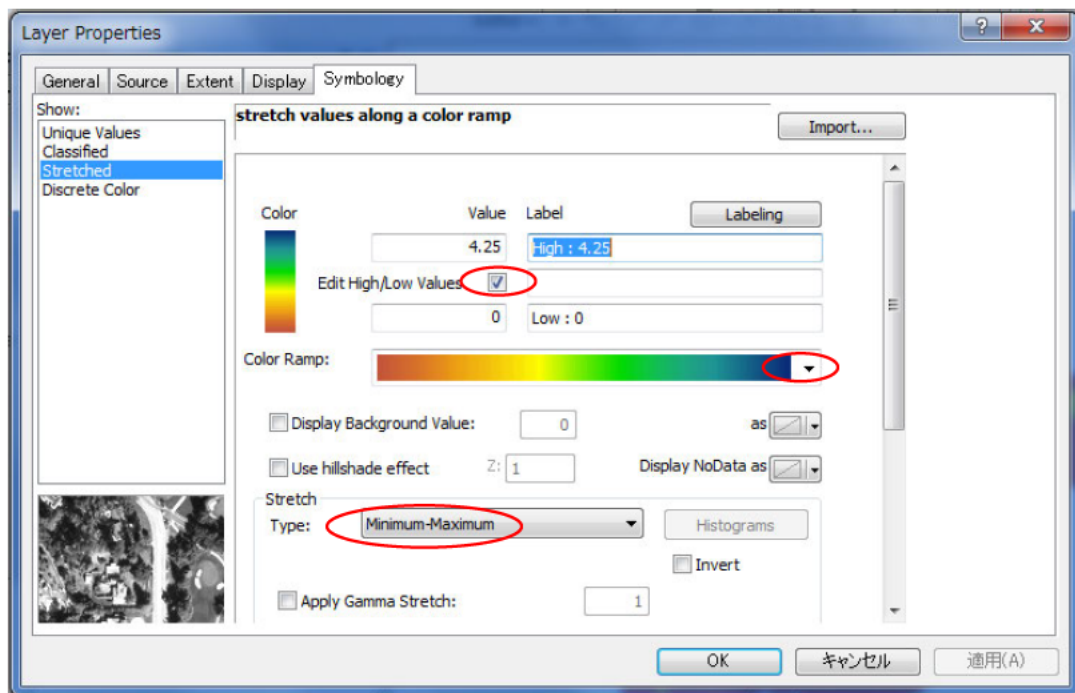 Layer Properties
General Source Extent Display Symbology
Show:
Unique Values
Classified
Stretched
Discrete Color
stretch values along a color ramp
Import...
Color Value Label Labeling
4.25 High : 4.25
Edit High/Low Values
0 Low : 0
Color Ramp:
Display Background Value: 0 as
Use hillshade effect Z: 1 Display NoData as
Stretch
Type: Minimum-Maximum Histograms
Invert
Apply Gamma Stretch: 1
OK キャンセル 適用(A)